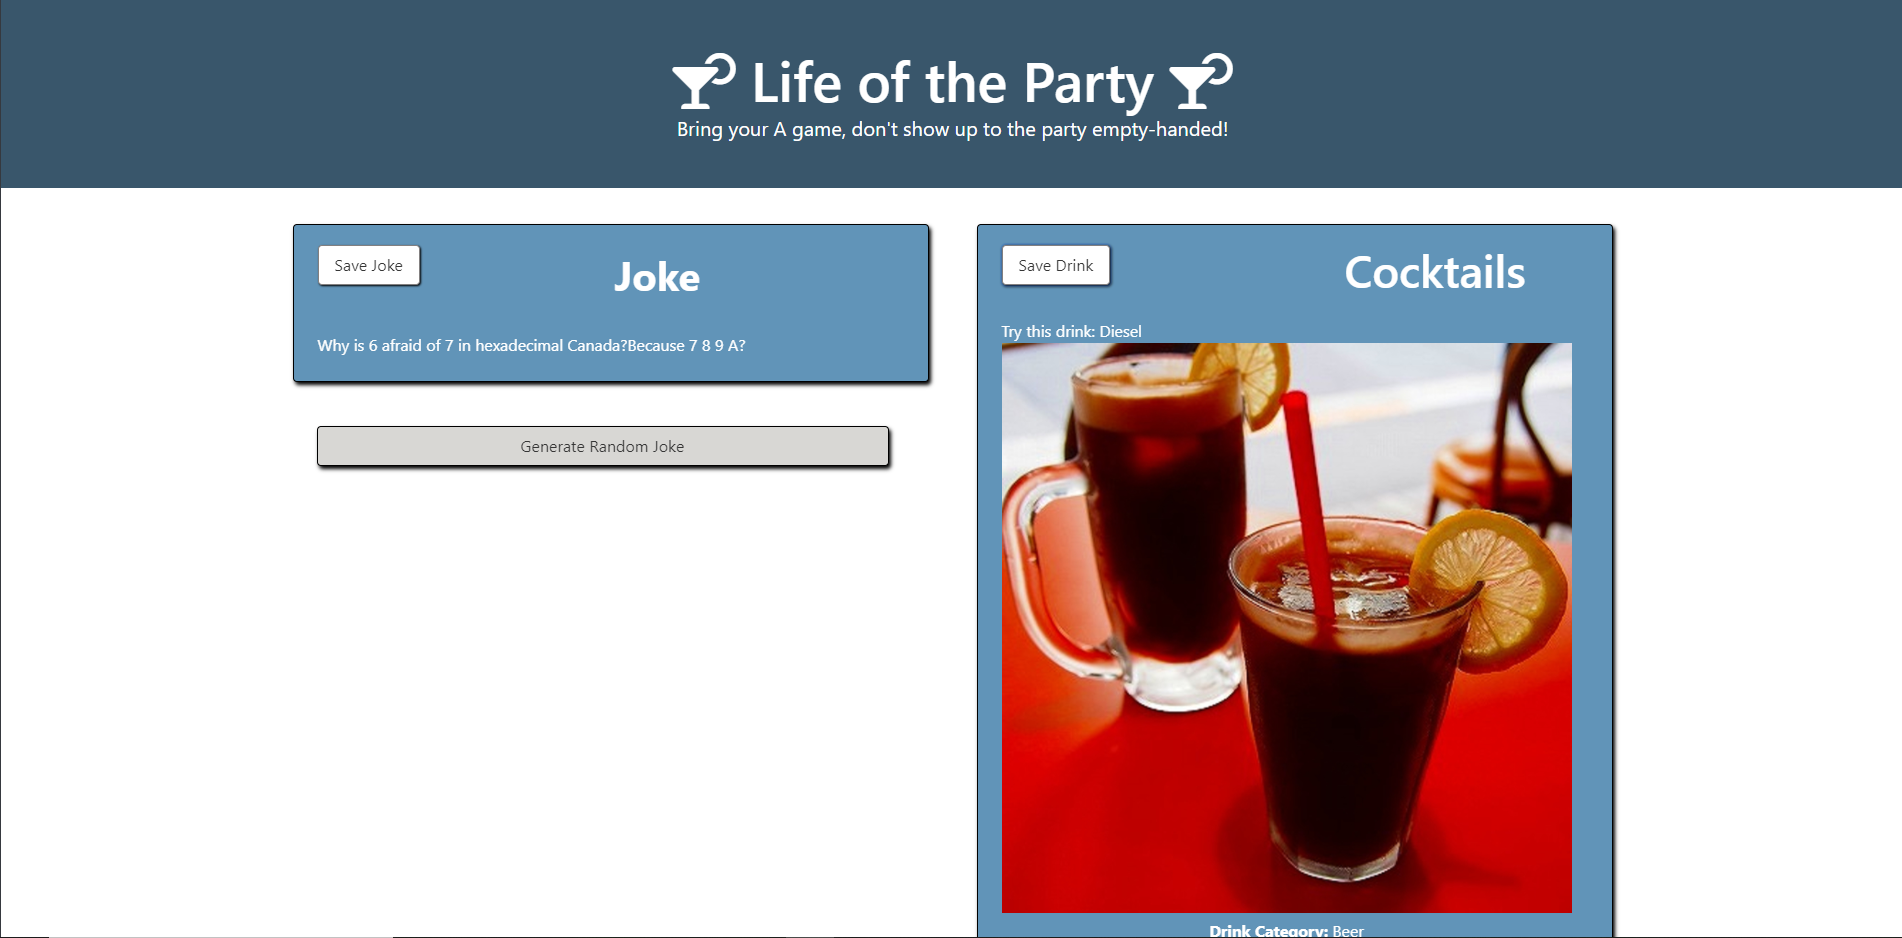 Life of the Party
Bring your A game, don't show up to the party empty-handed!
Save Joke
Joke
Why is 6 afraid of 7 in hexadecimal Canada?Because 7 8 9 A?
Generate Random Joke
Save Drink
Cocktails
Try this drink: Diesel
Drink Category: Beer